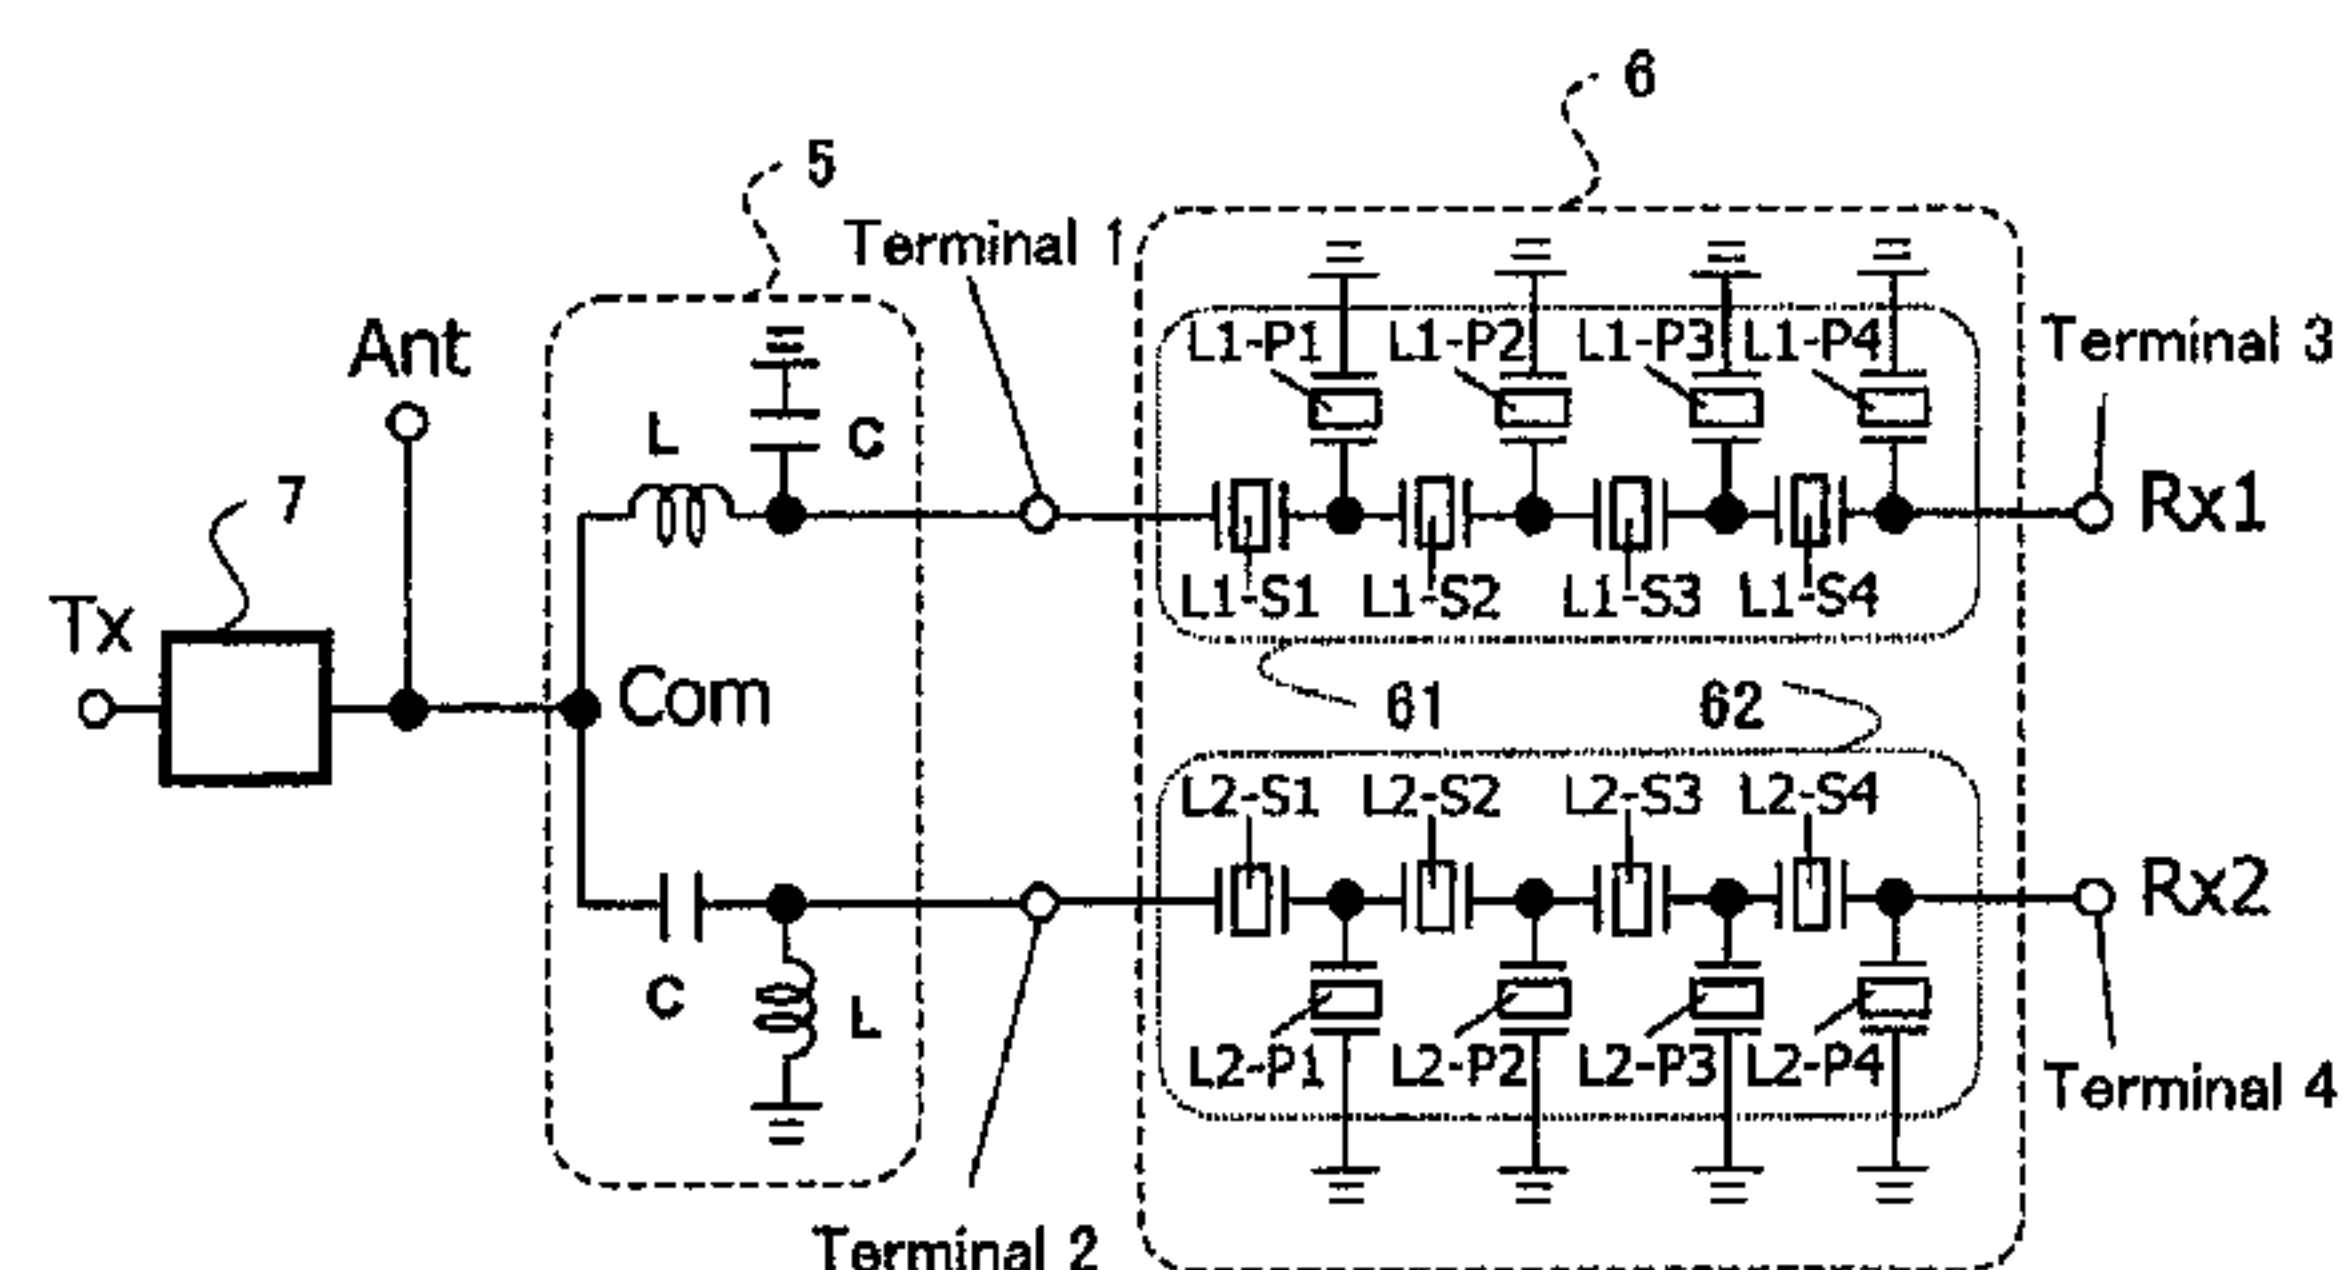 6
5
Terminal 1
Ant
L1-P1 L1-P2 L1-P3 L1-P4
Terminal 3
L C
7
Rx1
Tx
L1-S1 L1-S2 L1-S3 L1-S4
Com
61 62
L2-S1 L2-S2 L2-S3 L2-S4
Rx2
C L
L2-P1 L2-P2 L2-P3 L2-P4
Terminal 4
Terminal 2